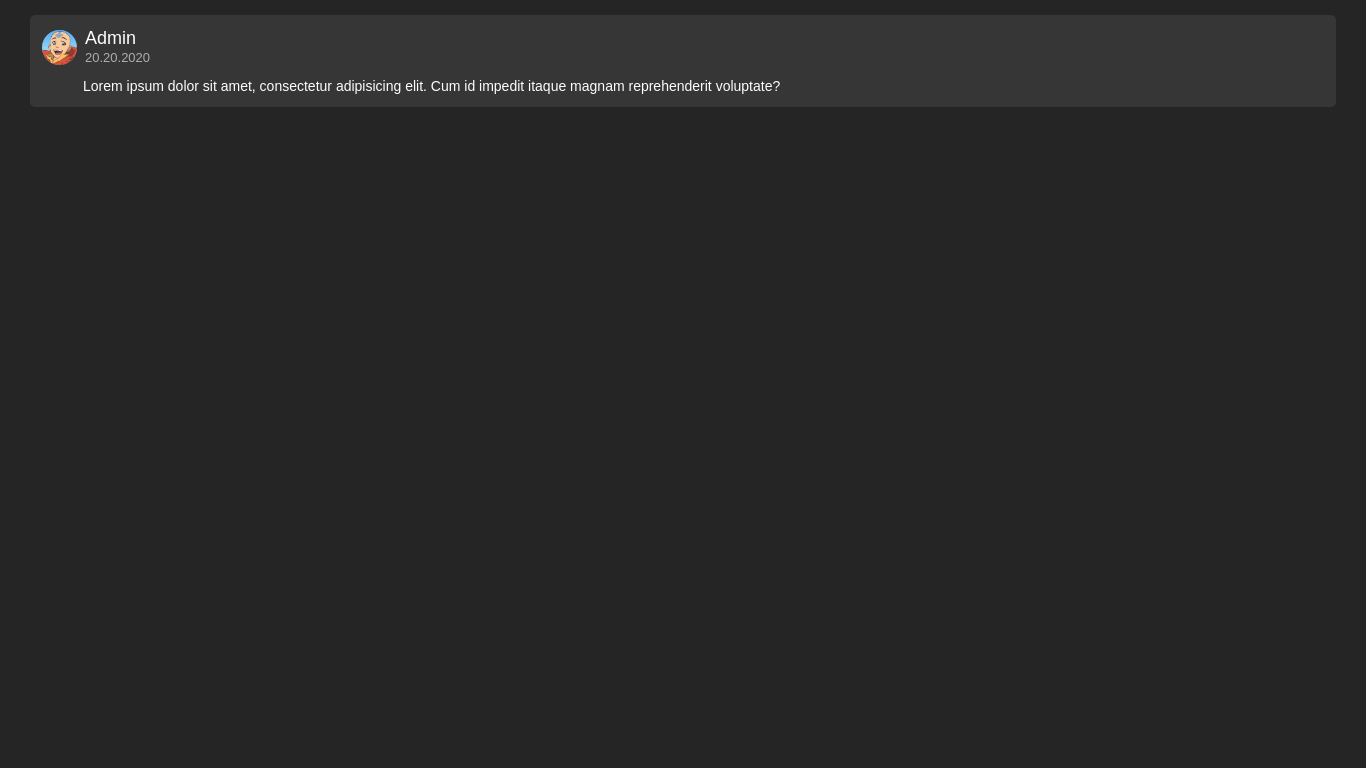 Admin
20.20.2020
Lorem ipsum dolor sit amet, consectetur adipisicing elit. Cum id impedit itaque magnam reprehenderit voluptate?